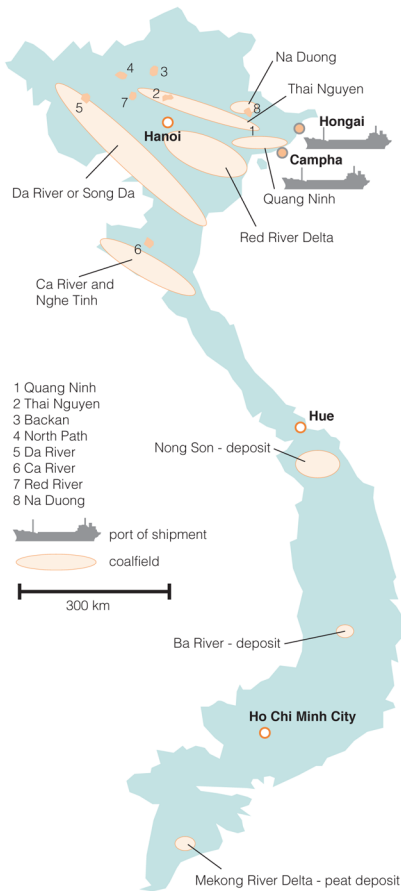 Na Duong
4
3
Thai Nguyen
2
5
7
8
Hongai
1
Hanoi
Campha
Da River or Song Da
Quang Ninh
Red River Delta
6
Ca River and
Nghe Tinh
1 Quang Ninh
2 Thai Nguyen
3 Backan
4 North Path
5 Da River
6 Ca River
7 Red River
8 Na Duong
port of shipment
coalfield
300 km
Hue
Nong Son - deposit
Ba River - deposit
Ho Chi Minh City
Mekong River Delta - peat deposit